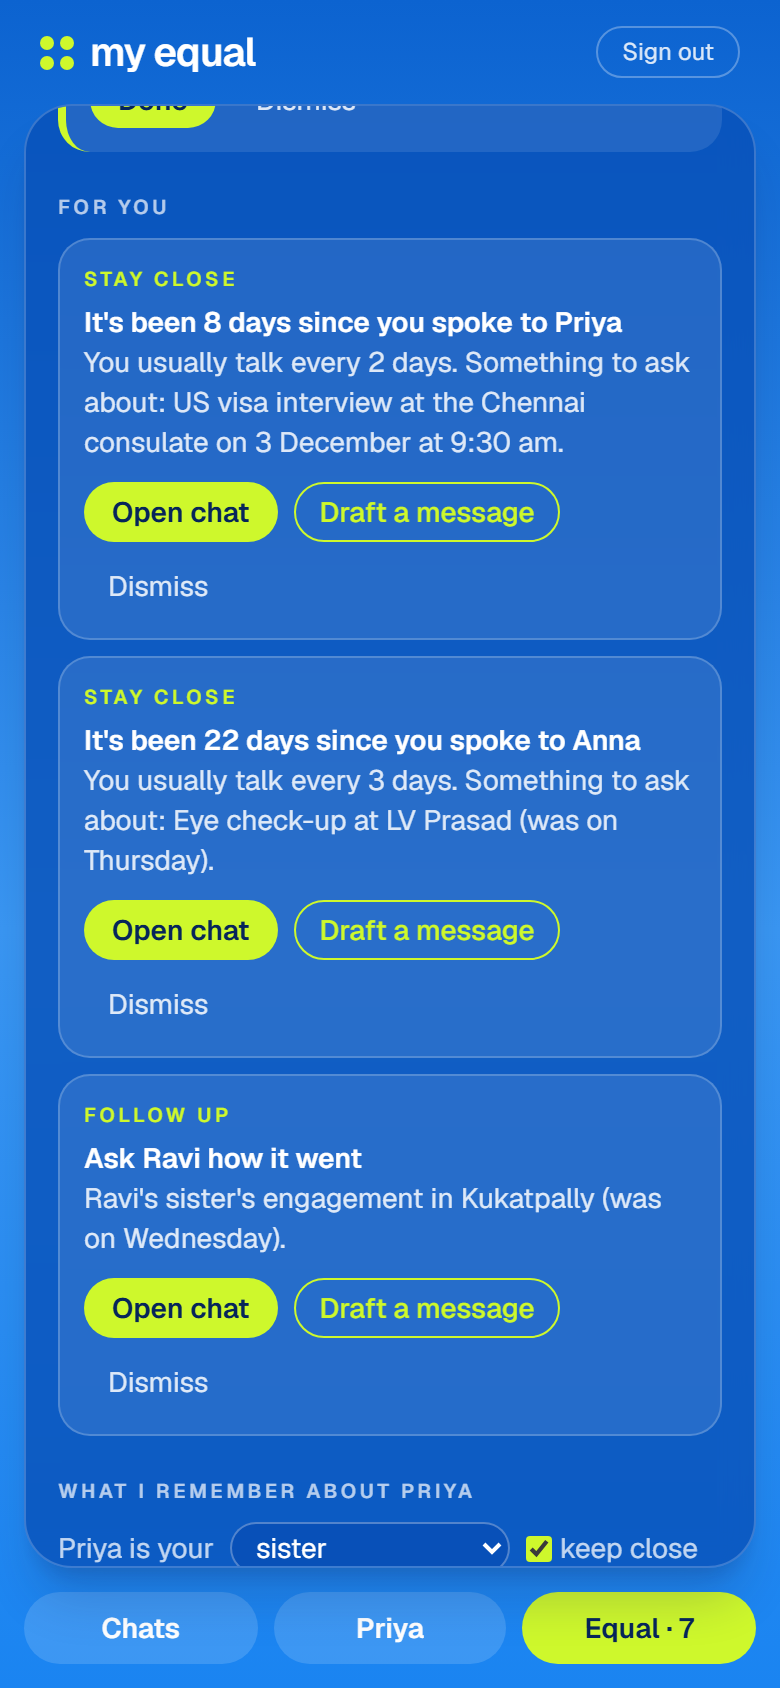 my equal
Sign out
Done
Dismiss
FOR YOU
STAY CLOSE
It's been 8 days since you spoke to Priya
You usually talk every 2 days. Something to ask
about: US visa interview at the Chennai
consulate on 3 December at 9:30 am.
Open chat
Draft a message
Dismiss
STAY CLOSE
It's been 22 days since you spoke to Anna
You usually talk every 3 days. Something to ask
about: Eye check-up at LV Prasad (was on
Thursday).
Open chat
Draft a message
Dismiss
FOLLOW UP
Ask Ravi how it went
Ravi's sister's engagement in Kukatpally (was
on Wednesday).
Open chat
Draft a message
Dismiss
WHAT I REMEMBER ABOUT PRIYA
Priya is your sister keep close
Chats
Priya
Equal · 7